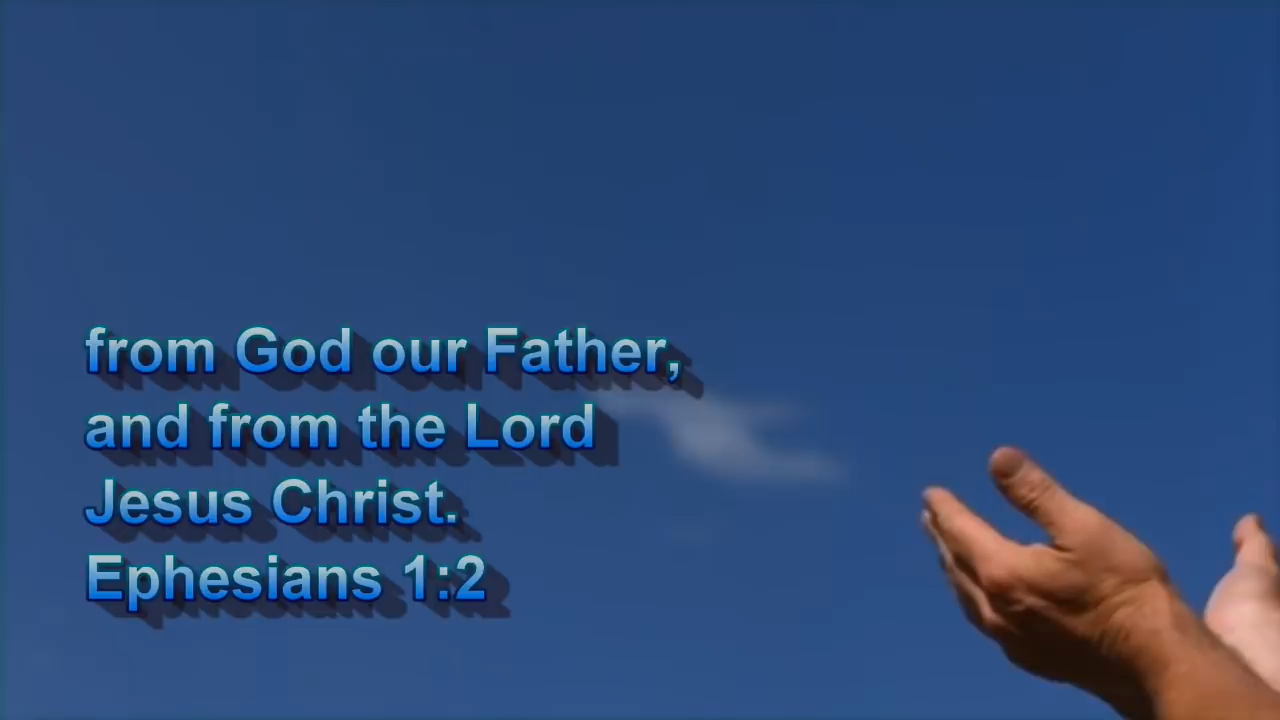 from God our Father,
and from the Lord
Jesus Christ.
Ephesians 1:2